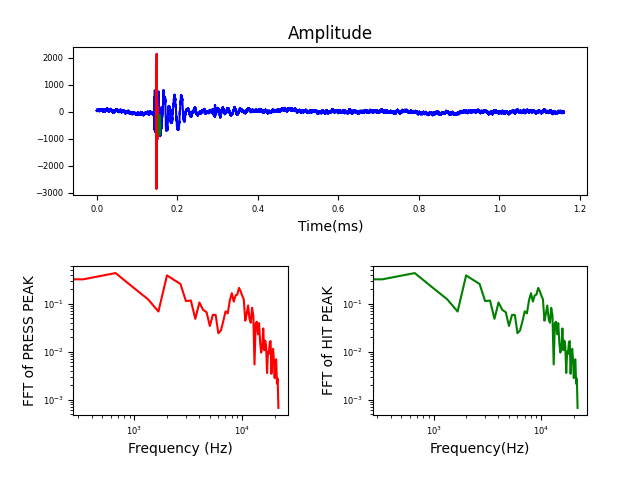 Amplitude
2000
1000
0
−1000
−2000
−3000
0.0 0.2 0.4 0.6 0.8 1.0 1.2
Time(ms)
FFT of PRESS PEAK
10⁻¹
10⁻²
10⁻³
10³ 10⁴
Frequency (Hz)
FFT of HIT PEAK
10⁻¹
10⁻²
10⁻³
10³ 10⁴
Frequency(Hz)